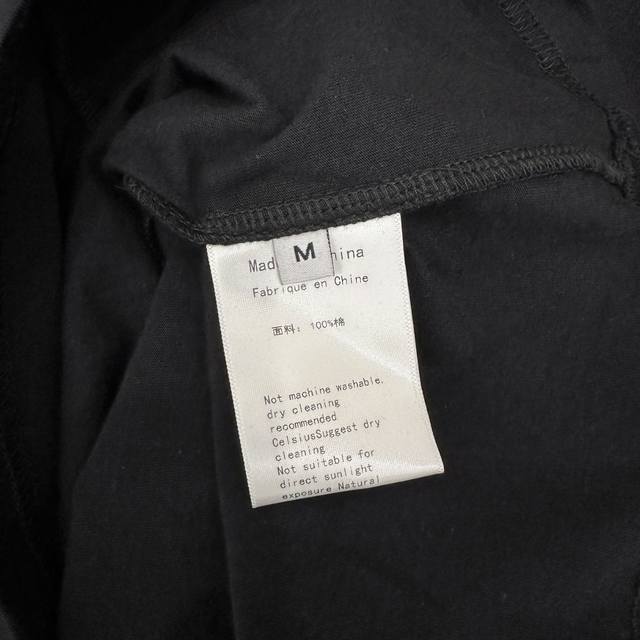 M
Mad hina
Fabrique en Chine
面料: 100%棉
Not machine washable.
dry cleaning
recommended
CelsiusSuggest dry
cleaning
Not suitable for
direct sunlight
exposure Natural